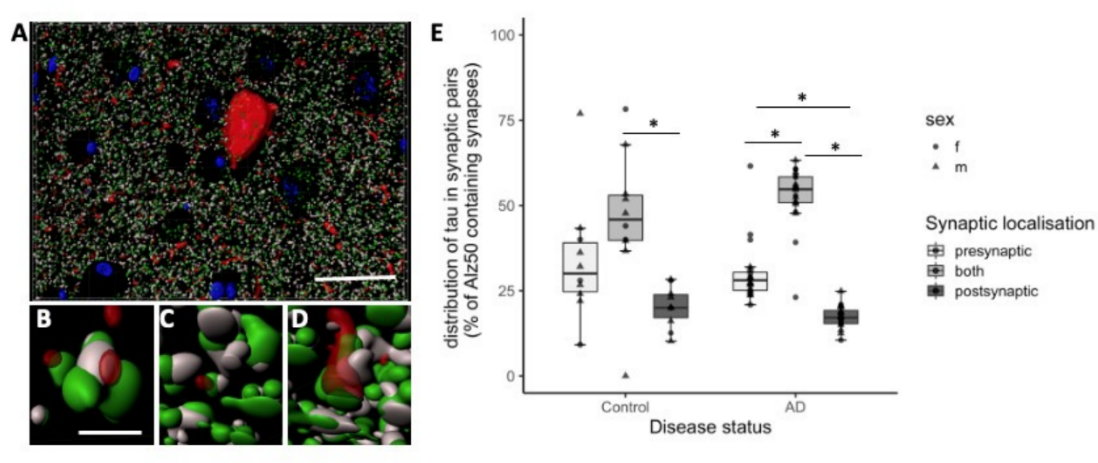 A
B
C
D
E
distribution of tau in synaptic pairs
(% of Alz50 containing synapses)
100
75
50
25
0
*
*
*
*
Control
AD
Disease status
sex
f
m
Synaptic localisation
presynaptic
both
postsynaptic